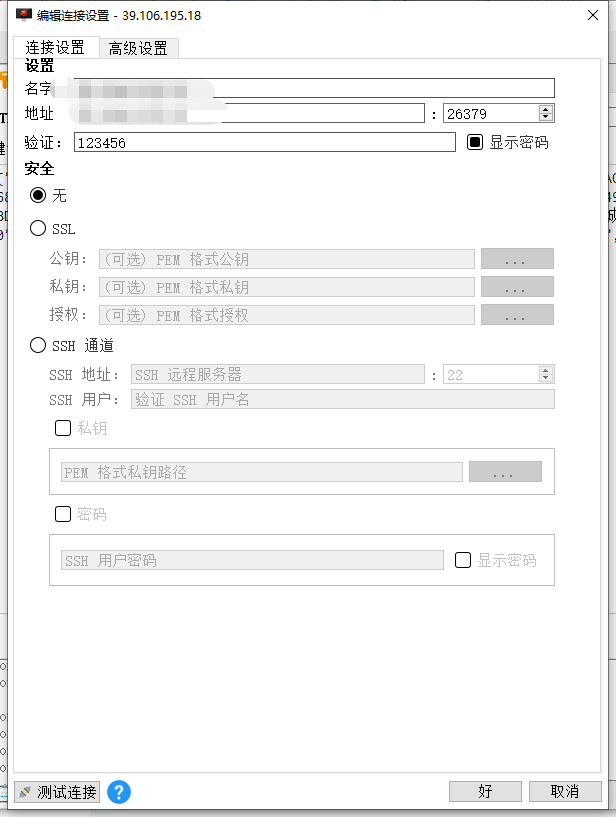 编辑连接设置 - 39.106.195.18
连接设置 高级设置
设置
名字
地址 : 26379
验证: 123456 显示密码
安全
无
SSL
公钥: (可选) PEM 格式公钥 ...
私钥: (可选) PEM 格式私钥 ...
授权: (可选) PEM 格式授权 ...
SSH 通道
SSH 地址: SSH 远程服务器 : 22
SSH 用户: 验证 SSH 用户名
私钥
PEM 格式私钥路径 ...
密码
SSH 用户密码 显示密码
测试连接 ? 好 取消